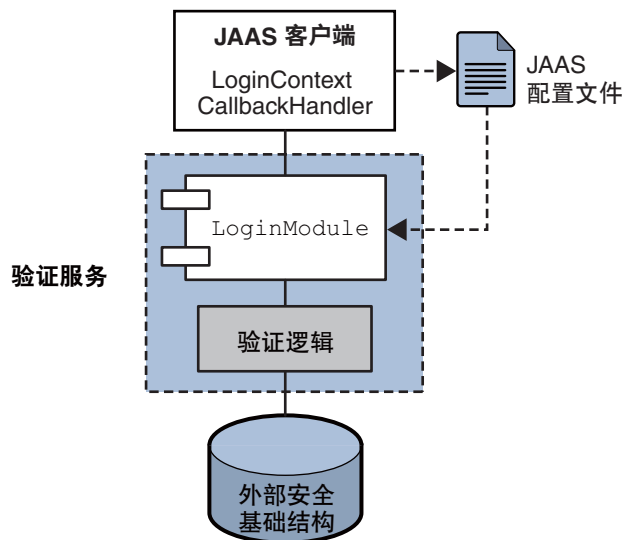 JAAS 客户端
LoginContext
CallbackHandler
JAAS
配置文件
LoginModule
验证服务
验证逻辑
外部安全
基础结构